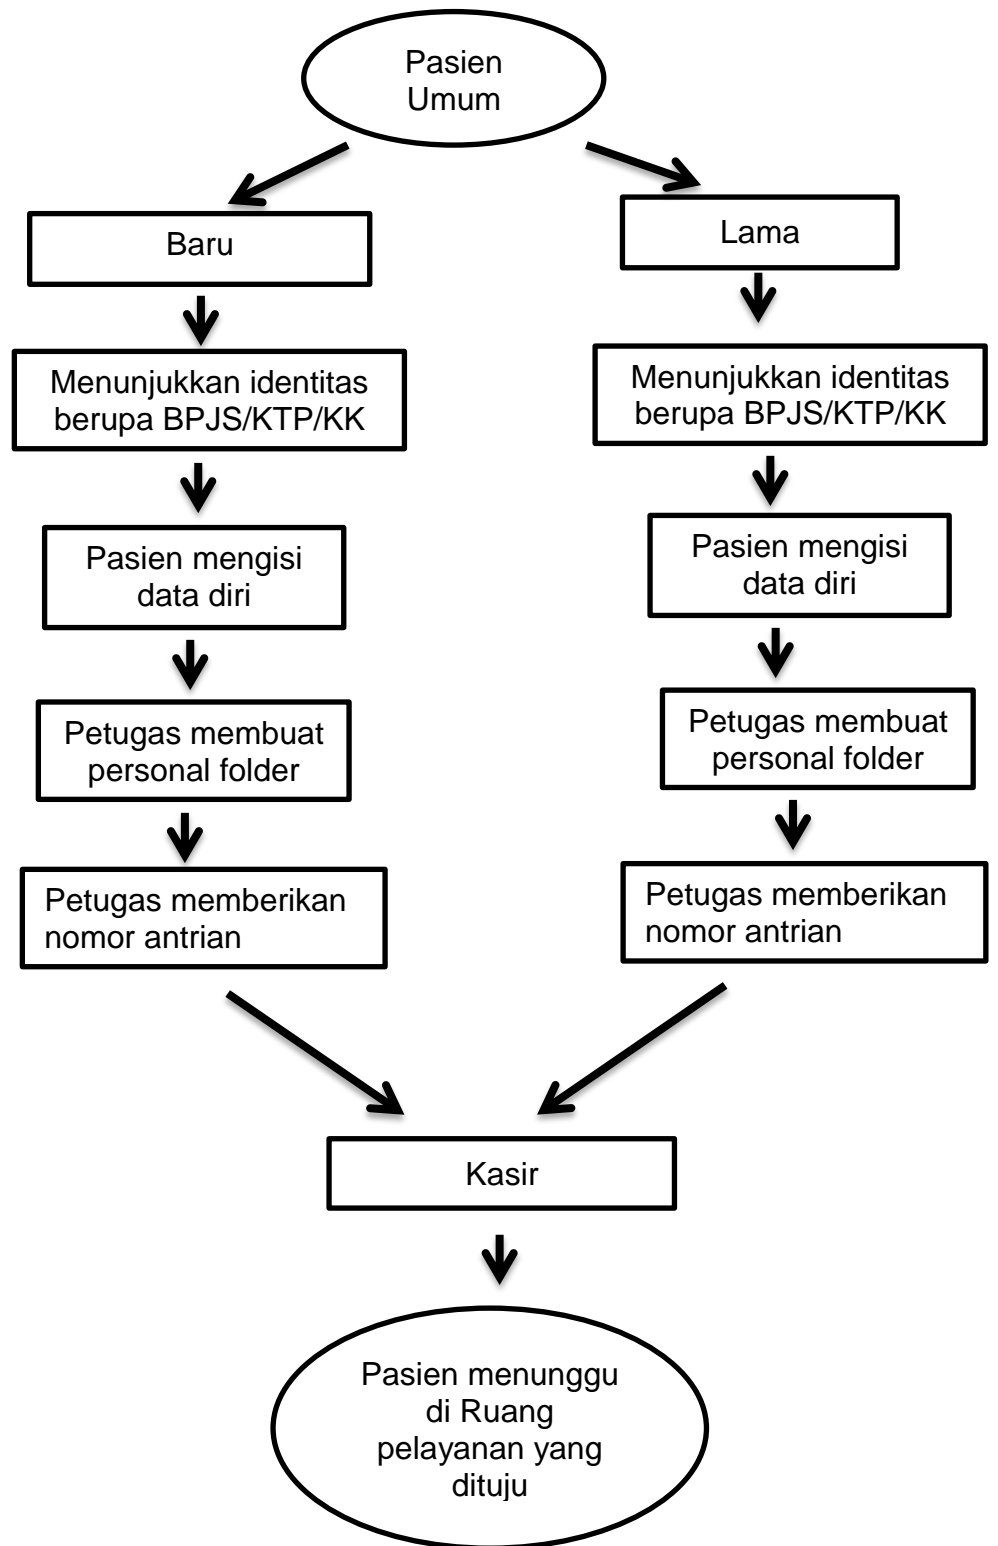 Pasien
Umum
Baru
Lama
Menunjukkan identitas
berupa BPJS/KTP/KK
Menunjukkan identitas
berupa BPJS/KTP/KK
Pasien mengisi
data diri
Pasien mengisi
data diri
Petugas membuat
personal folder
Petugas membuat
personal folder
Petugas memberikan
nomor antrian
Petugas memberikan
nomor antrian
Kasir
Pasien menunggu
di Ruang
pelayanan yang
dituju